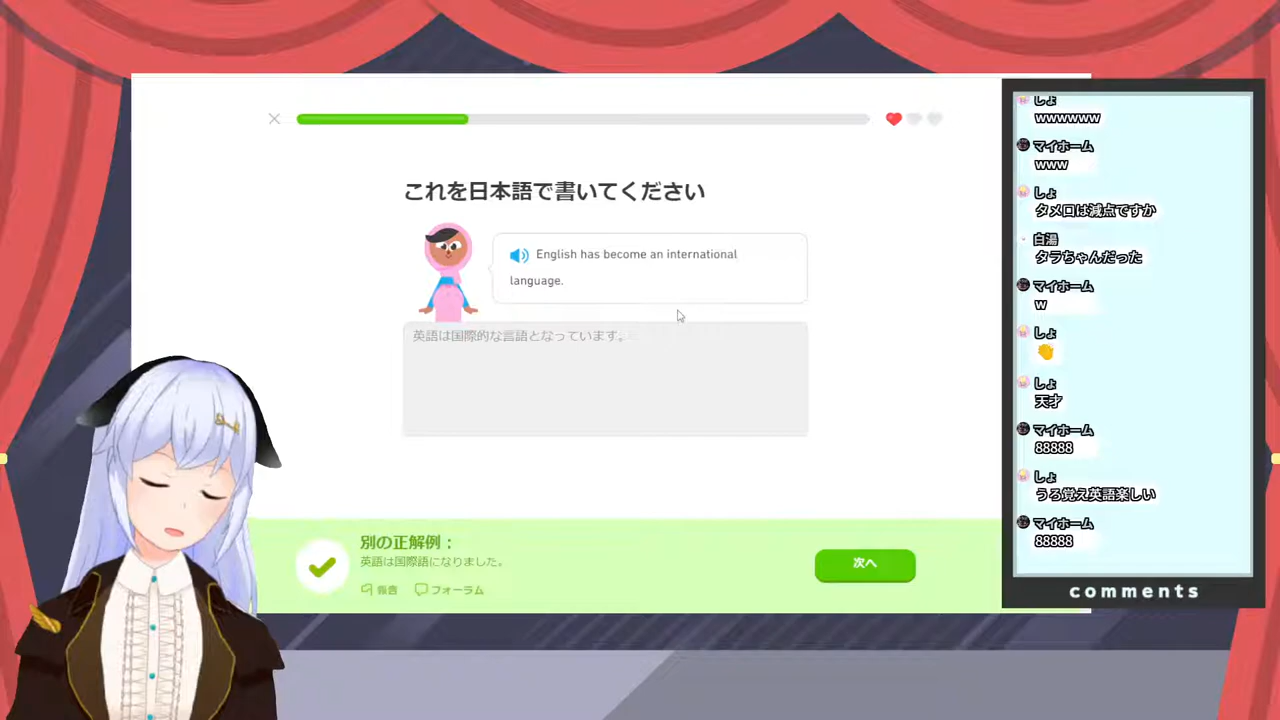 これを日本語で書いてください
English has become an international
language.
英語は国際的な言語となっています。
別の正解例：
英語は国際語になりました。
報告
フォーラム
次へ
しょ
wwwwww
マイホーム
www
しょ
タメ口は減点ですか
白湯
タラちゃんだった
マイホーム
w
しょ
👏
しょ
天才
マイホーム
88888
しょ
うろ覚え英語楽しい
マイホーム
88888
comments